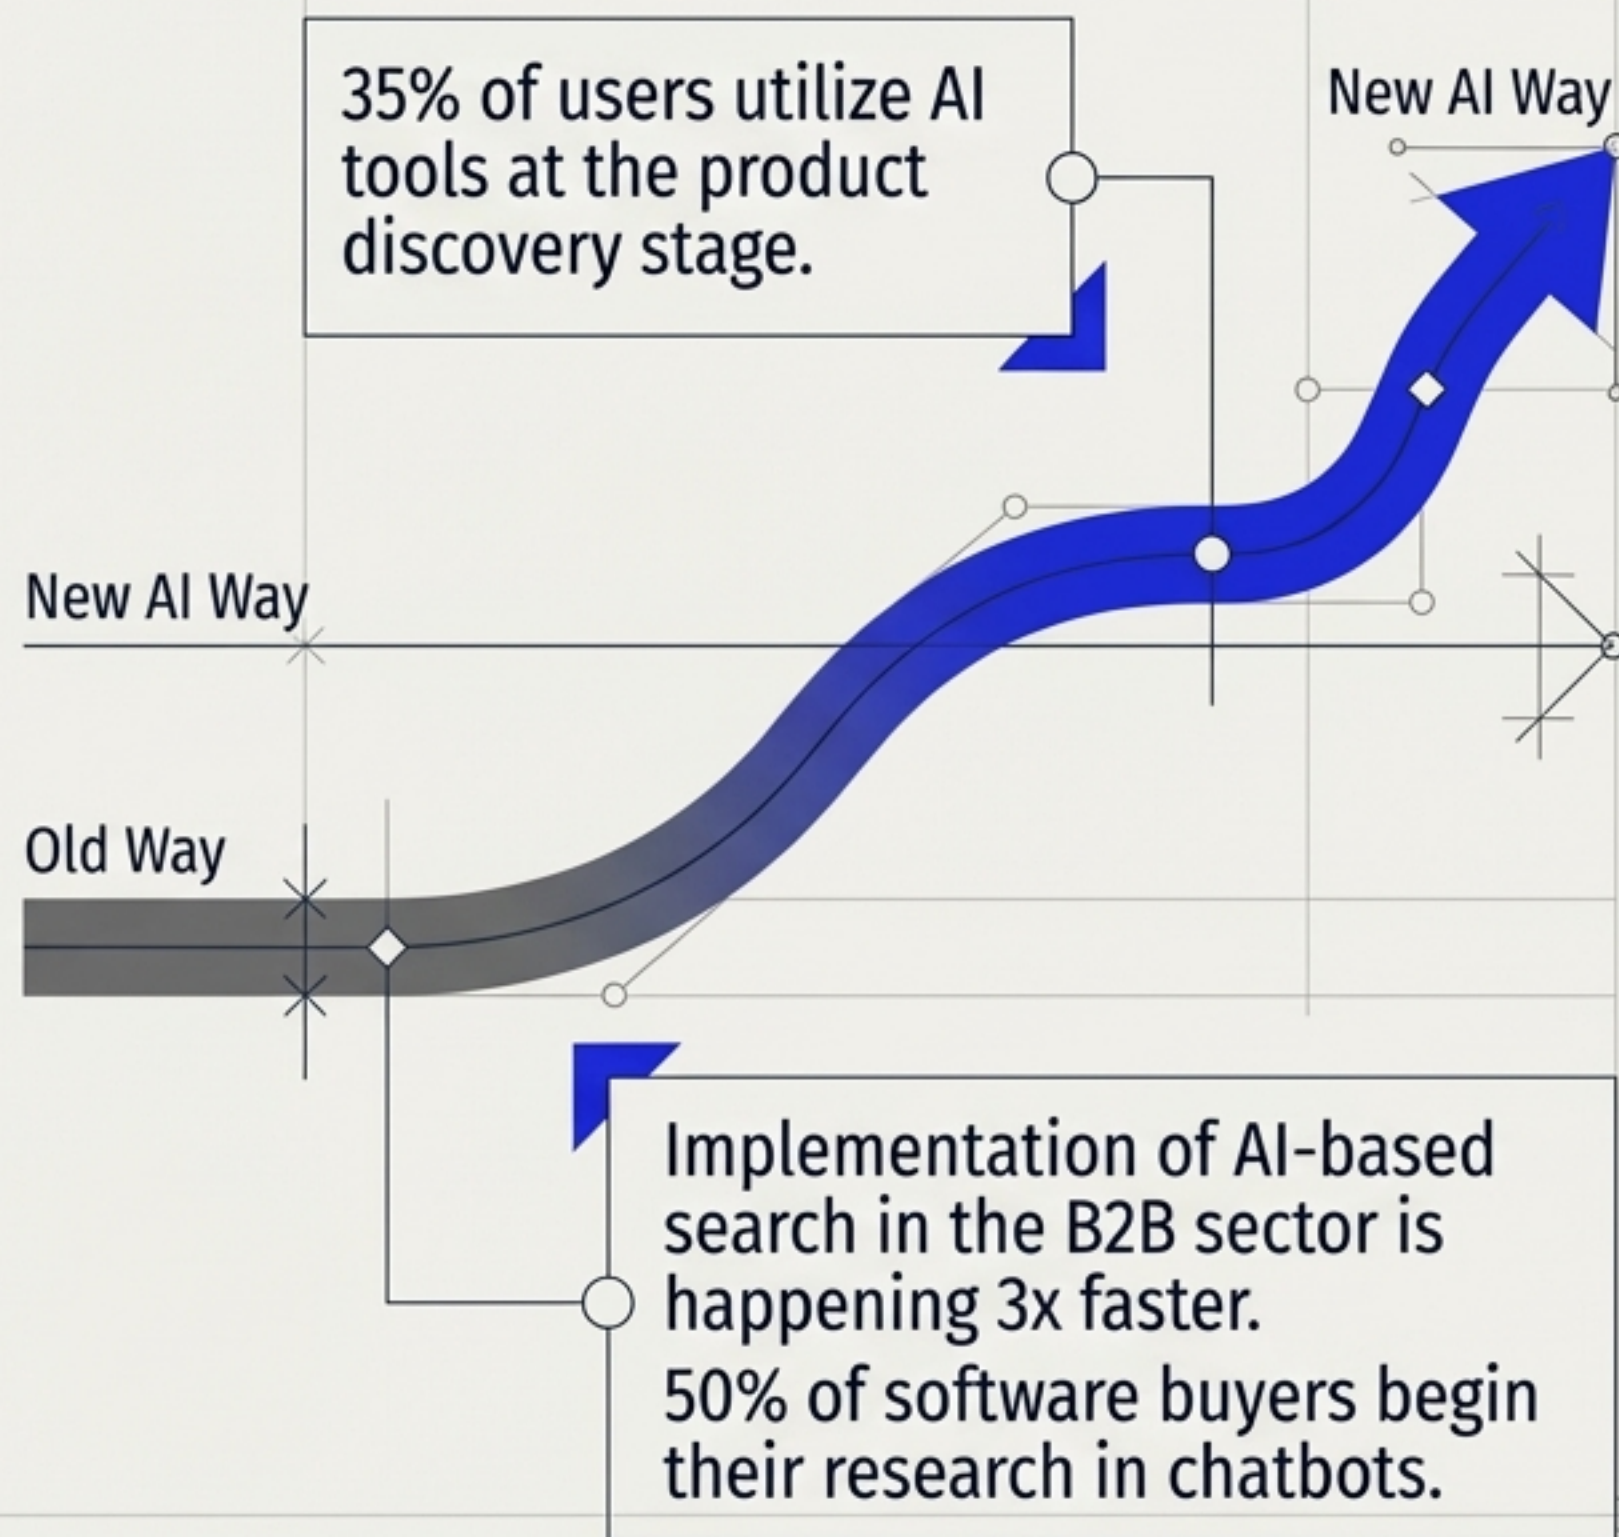 35% of users utilize AI
tools at the product
discovery stage.
New AI Way
New AI Way
Old Way
Implementation of AI-based
search in the B2B sector is
happening 3x faster.
50% of software buyers begin
their research in chatbots.